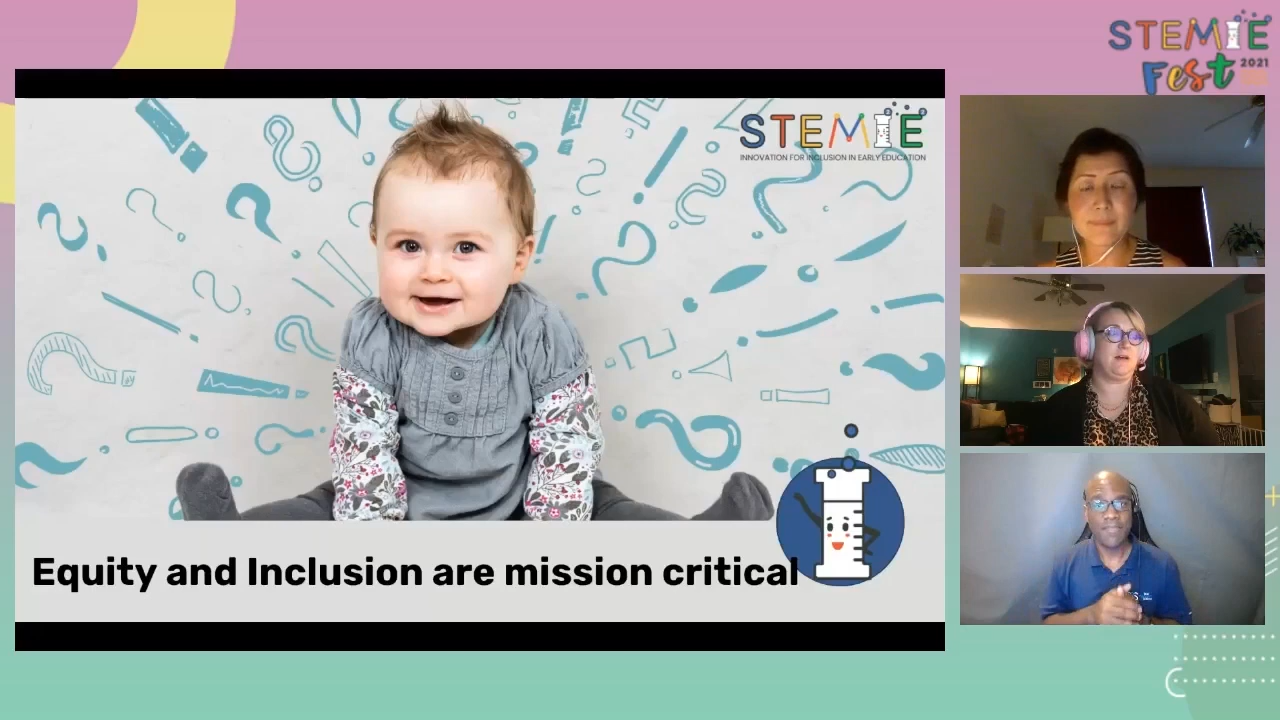 STEMIE
Fest 2021
STEMIE
INNOVATION FOR INCLUSION IN EARLY EDUCATION
Equity and Inclusion are mission critical